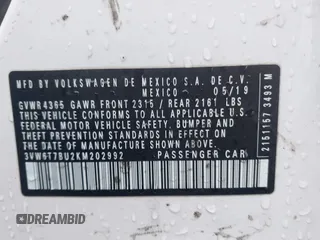 MFD. BY VOLKSWAGEN DE MEXICO S.A. DE C.V.
MEXICO 05/19
GVWR 4365 GAWR FRONT 2315 / REAR 2161 LBS
THIS VEHICLE CONFORMS TO ALL APPLICABLE
FEDERAL MOTOR VEHICLE SAFETY, BUMPER, AND
THEFT PREVENTION STANDARDS IN EFFECT ON
THE DATE OF MANUFACTURE SHOWN ABOVE.
3VW6T7BU2KM202992 PASSENGER CAR
2151157 3493 M